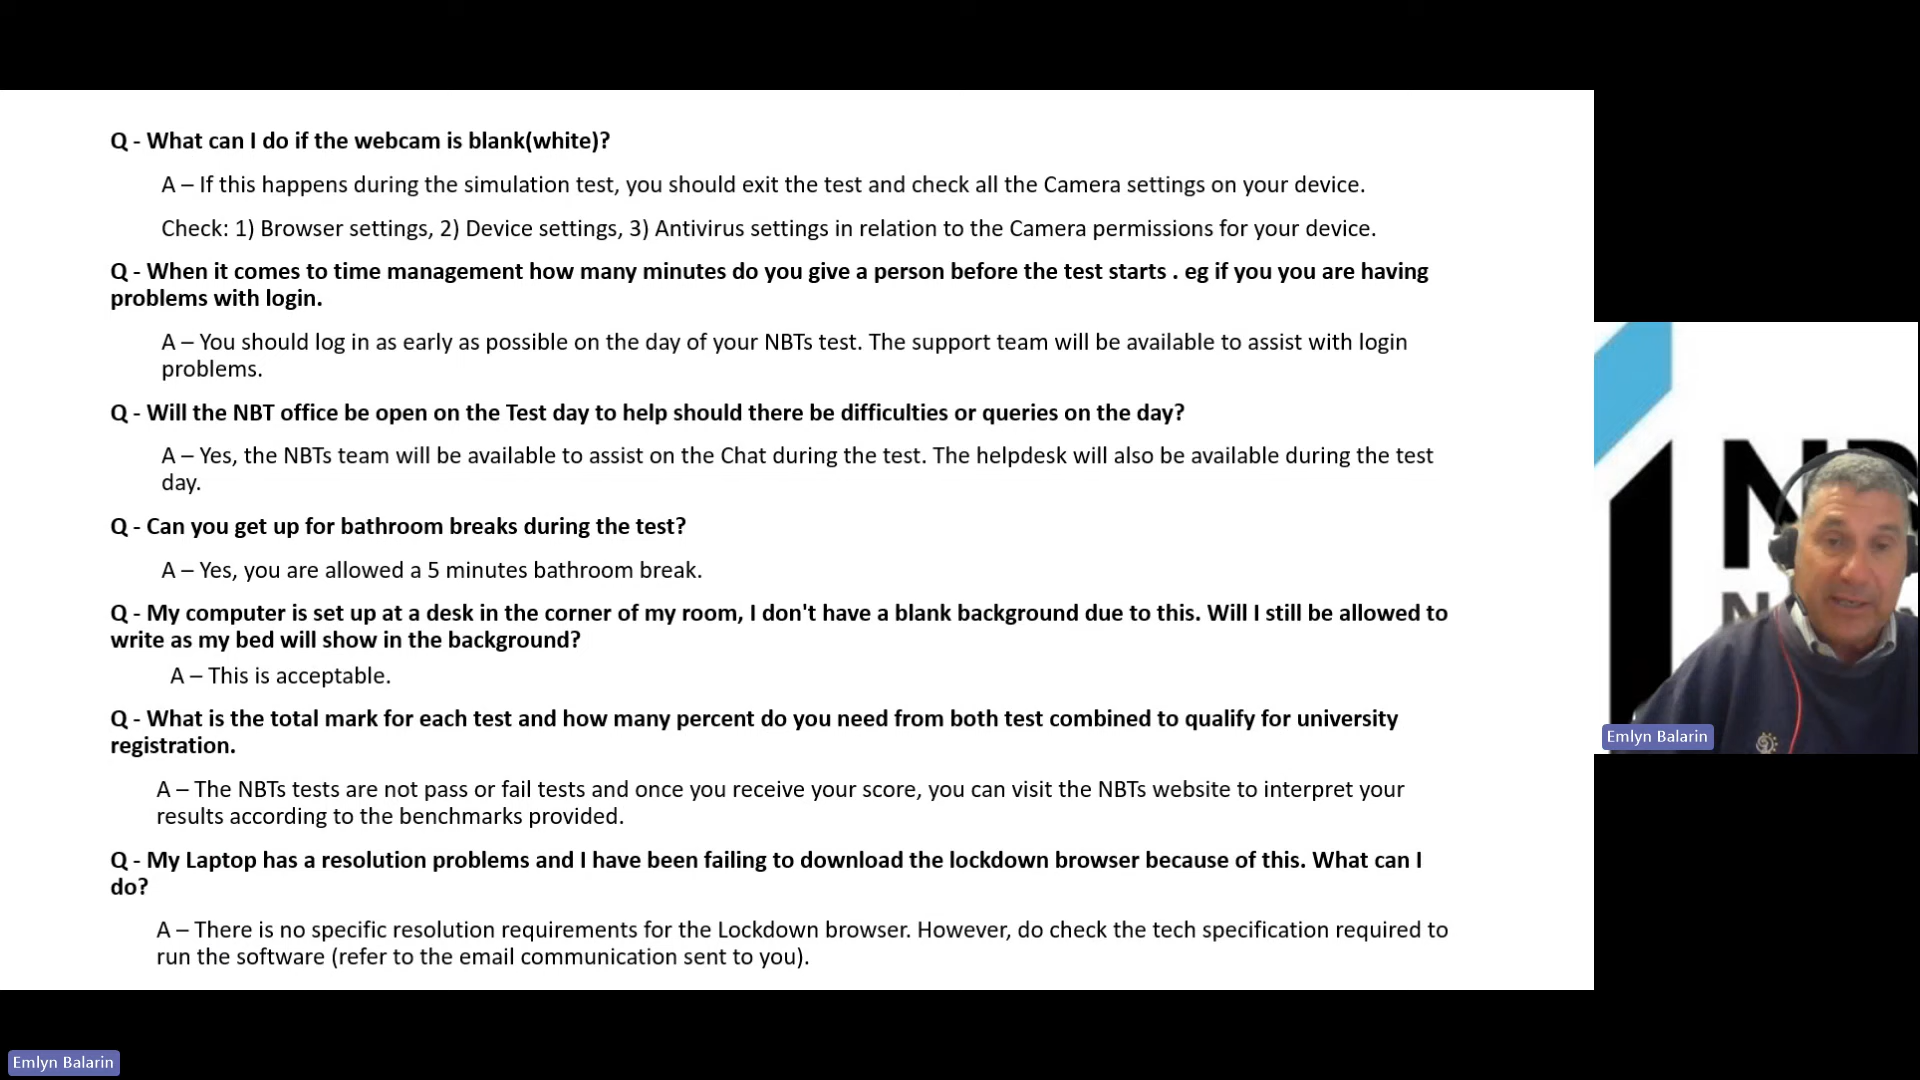 Q - What can I do if the webcam is blank(white)?
A – If this happens during the simulation test, you should exit the test and check all the Camera settings on your device.
Check: 1) Browser settings, 2) Device settings, 3) Antivirus settings in relation to the Camera permissions for your device.
Q - When it comes to time management how many minutes do you give a person before the test starts . eg if you you are having
problems with login.
A – You should log in as early as possible on the day of your NBTs test. The support team will be available to assist with login
problems.
Q - Will the NBT office be open on the Test day to help should there be difficulties or queries on the day?
A – Yes, the NBTs team will be available to assist on the Chat during the test. The helpdesk will also be available during the test
day.
Q - Can you get up for bathroom breaks during the test?
A – Yes, you are allowed a 5 minutes bathroom break.
Q - My computer is set up at a desk in the corner of my room, I don't have a blank background due to this. Will I still be allowed to
write as my bed will show in the background?
A – This is acceptable.
Q - What is the total mark for each test and how many percent do you need from both test combined to qualify for university
registration.
A – The NBTs tests are not pass or fail tests and once you receive your score, you can visit the NBTs website to interpret your
results according to the benchmarks provided.
Q - My Laptop has a resolution problems and I have been failing to download the lockdown browser because of this. What can I
do?
A – There is no specific resolution requirements for the Lockdown browser. However, do check the tech specification required to
run the software (refer to the email communication sent to you).
Emlyn Balarin
Emlyn Balarin